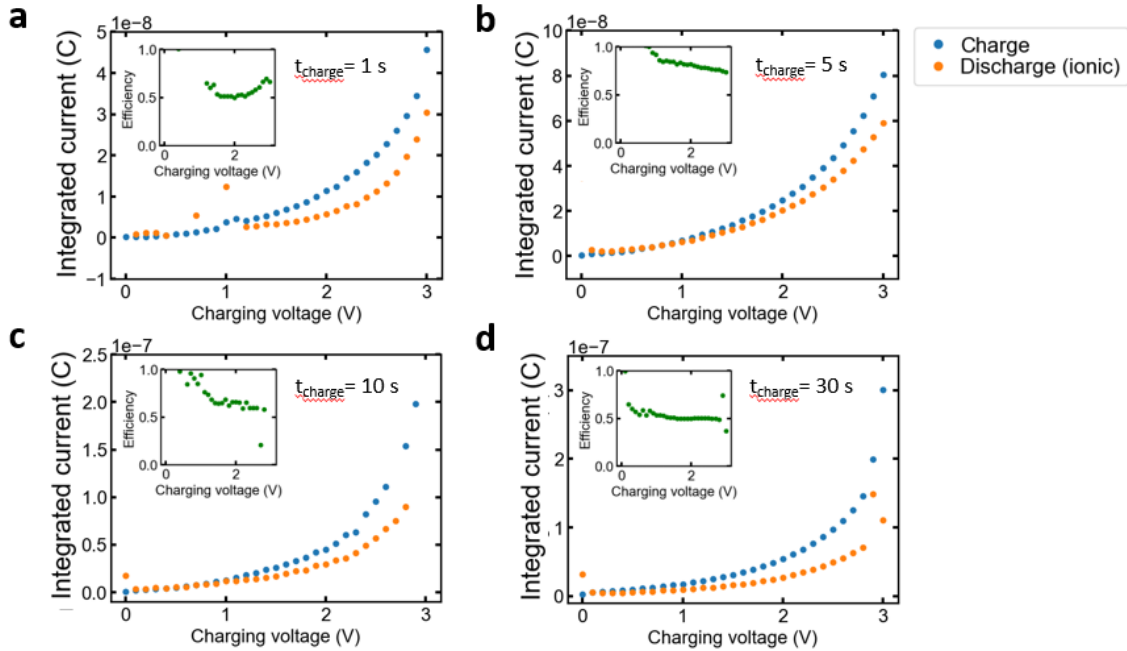 a
1e−8
Integrated current (C)
5
4
3
2
1
0
−1
0
1
2
3
Charging voltage (V)
Efficiency
1.0
0.5
0.0
0
2
Charging voltage (V)
tcharge= 1 s
b
1e−8
Integrated current (C)
10
8
6
4
2
0
0
1
2
3
Charging voltage (V)
Efficiency
1.0
0.5
0.0
0
2
Charging voltage (V)
tcharge= 5 s
Charge
Discharge (ionic)
c
1e−7
Integrated current (C)
2.5
2.0
1.5
1.0
0.5
0.0
0
1
2
3
Charging voltage (V)
Efficiency
1.0
0.5
0.0
0
2
Charging voltage (V)
tcharge= 10 s
d
1e−7
Integrated current (C)
3
2
1
0
0
1
2
3
Charging voltage (V)
Efficiency
1.0
0.5
0.0
0
2
Charging voltage (V)
tcharge= 30 s